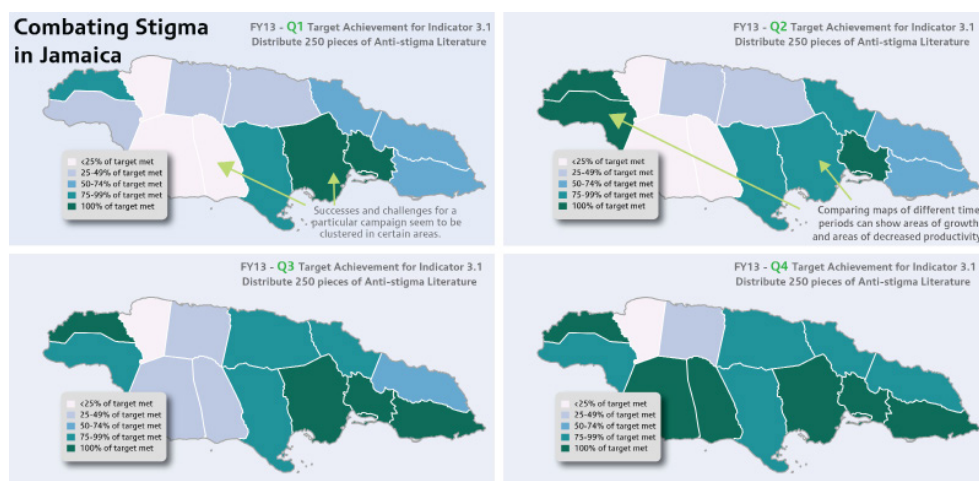 Combating Stigma
in Jamaica
FY13 - Q1 Target Achievement for Indicator 3.1
Distribute 250 pieces of Anti-stigma Literature
<25% of target met
25-49% of target met
50-74% of target met
75-99% of target met
100% of target met
Successes and challenges for a
particular campaign seem to be
clustered in certain areas.
FY13 - Q2 Target Achievement for Indicator 3.1
Distribute 250 pieces of Anti-stigma Literature
<25% of target met
25-49% of target met
50-74% of target met
75-99% of target met
100% of target met
Comparing maps of different time
periods can show areas of growth
and areas of decreased productivity
FY13 - Q3 Target Achievement for Indicator 3.1
Distribute 250 pieces of Anti-stigma Literature
<25% of target met
25-49% of target met
50-74% of target met
75-99% of target met
100% of target met
FY13 - Q4 Target Achievement for Indicator 3.1
Distribute 250 pieces of Anti-stigma Literature
<25% of target met
25-49% of target met
50-74% of target met
75-99% of target met
100% of target met